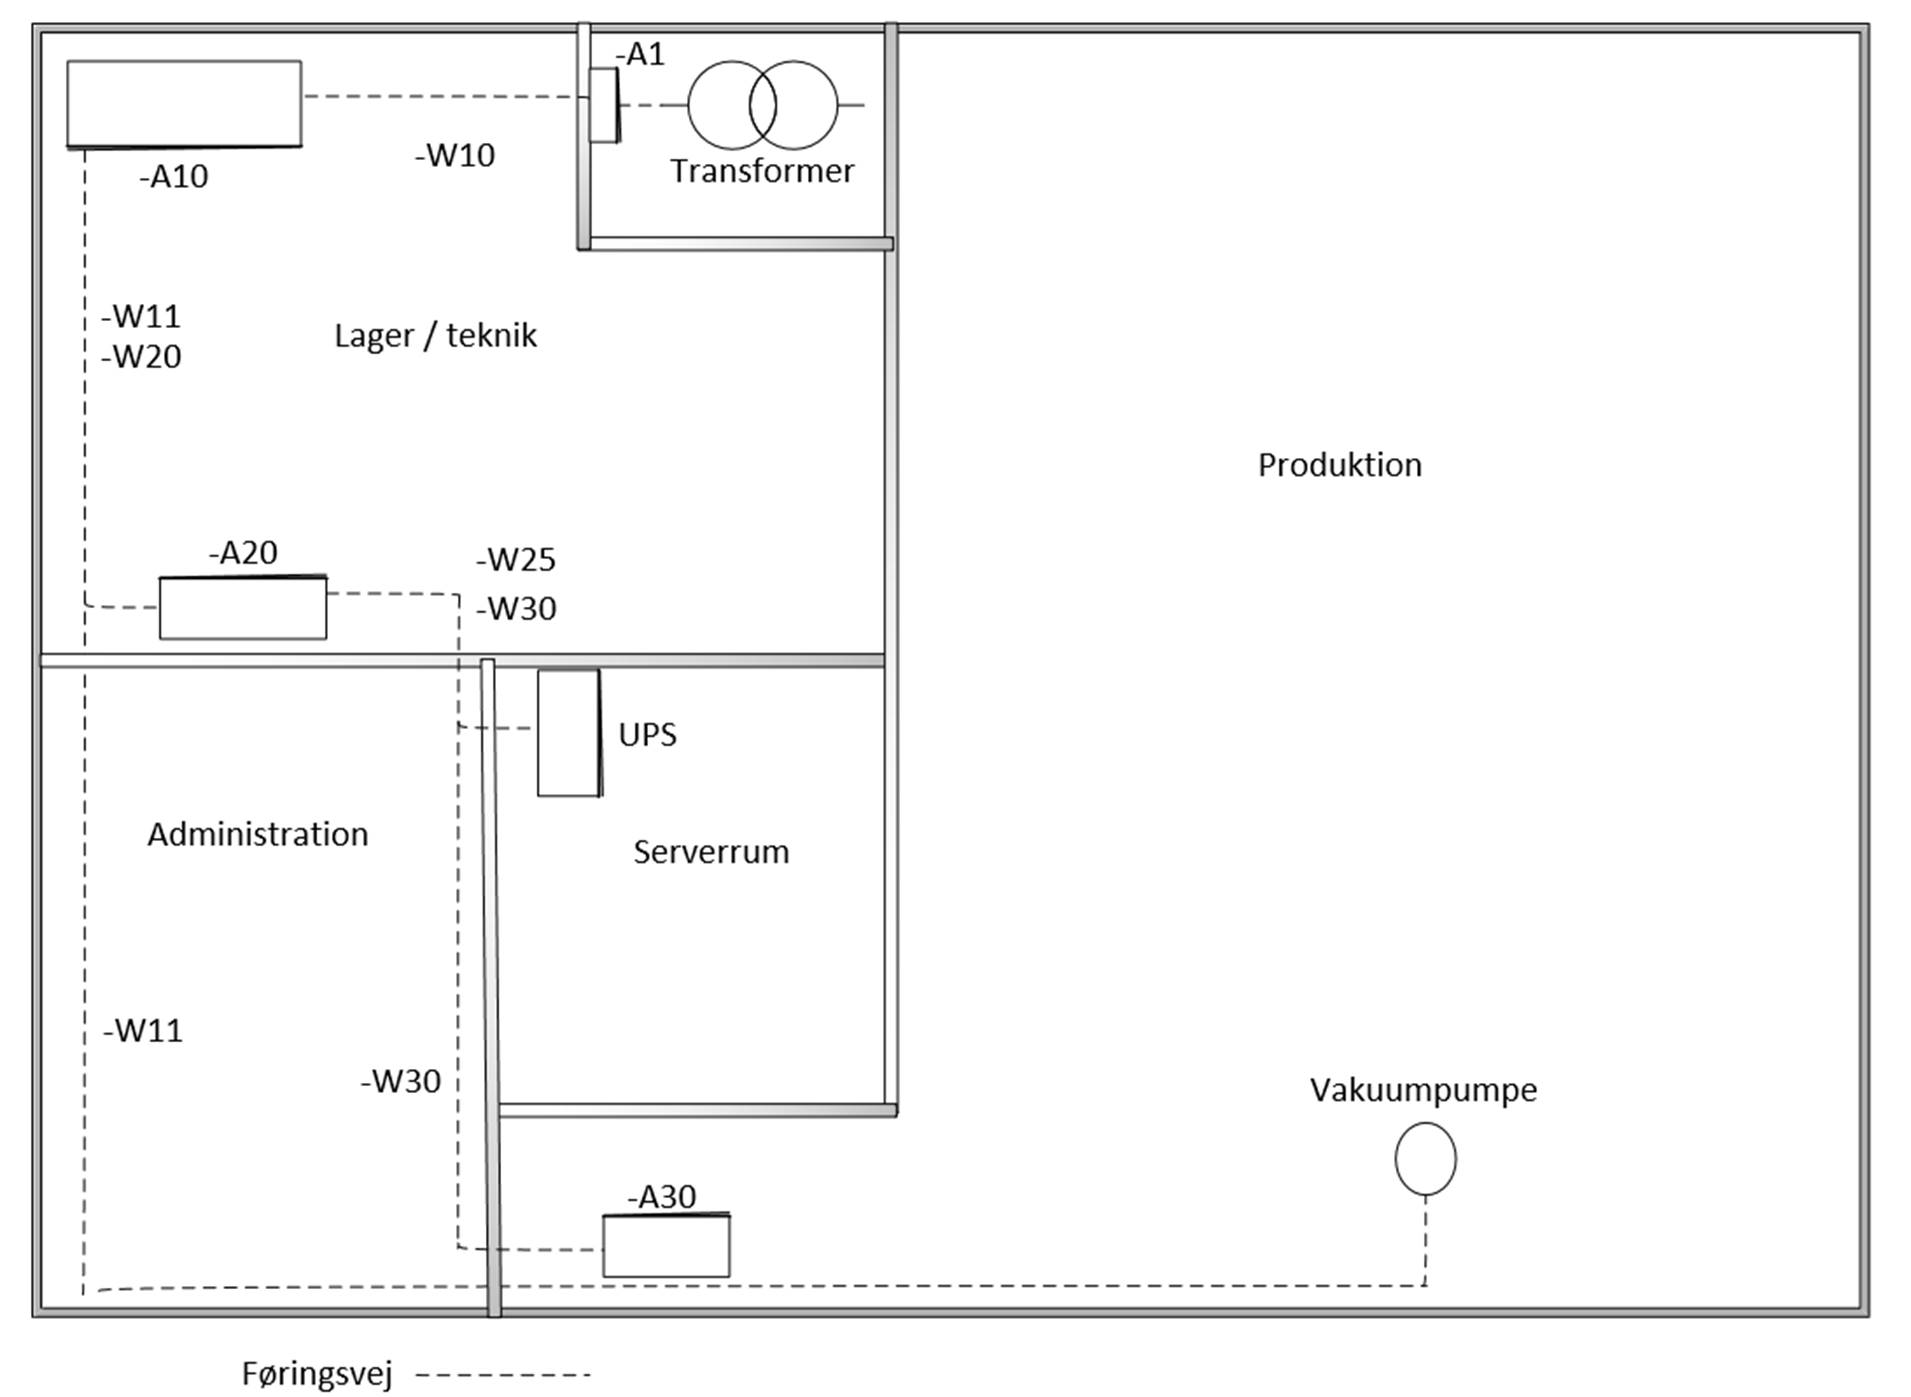 -A1
-W10
Transformer
-A10
-W11
-W20
Lager / teknik
Produktion
-A20
-W25
-W30
UPS
Administration
Serverrum
-W11
-W30
Vakuumpumpe
-A30
Føringsvej